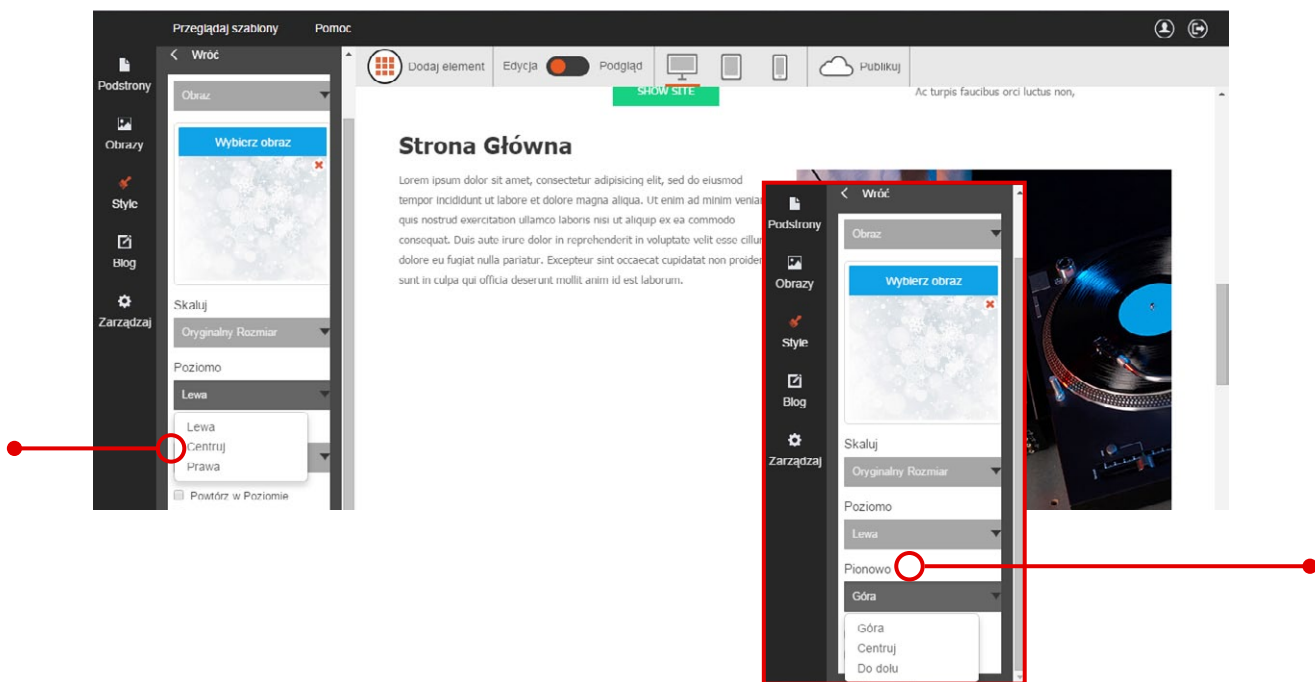 Przeglądaj szablony Pomoc
Wróć
Podstrony
Obrazy
Style
Blog
Zarządzaj
Obraz
Wybierz obraz
Skaluj
Oryginalny Rozmiar
Poziomo
Lewa
Lewa
Centruj
Prawa
Powtórz w Poziomie
Dodaj element Edycja Podgląd Publikuj
SHOW SITE
Ac turpis faucibus orci luctus non,
Strona Główna
Lorem ipsum dolor sit amet, consectetur adipisicing elit, sed do eiusmod
tempor incididunt ut labore et dolore magna aliqua. Ut enim ad minim veniam
quis nostrud exercitation ullamco laboris nisi ut aliquip ex ea commodo
consequat. Duis aute irure dolor in reprehenderit in voluptate velit esse cillum
dolore eu fugiat nulla pariatur. Excepteur sint occaecat cupidatat non proident
sunt in culpa qui officia deserunt mollit anim id est laborum.
Wróć
Podstrony
Obrazy
Style
Blog
Zarządzaj
Obraz
Wybierz obraz
Skaluj
Oryginalny Rozmiar
Poziomo
Lewa
Pionowo
Góra
Góra
Centruj
Do dołu